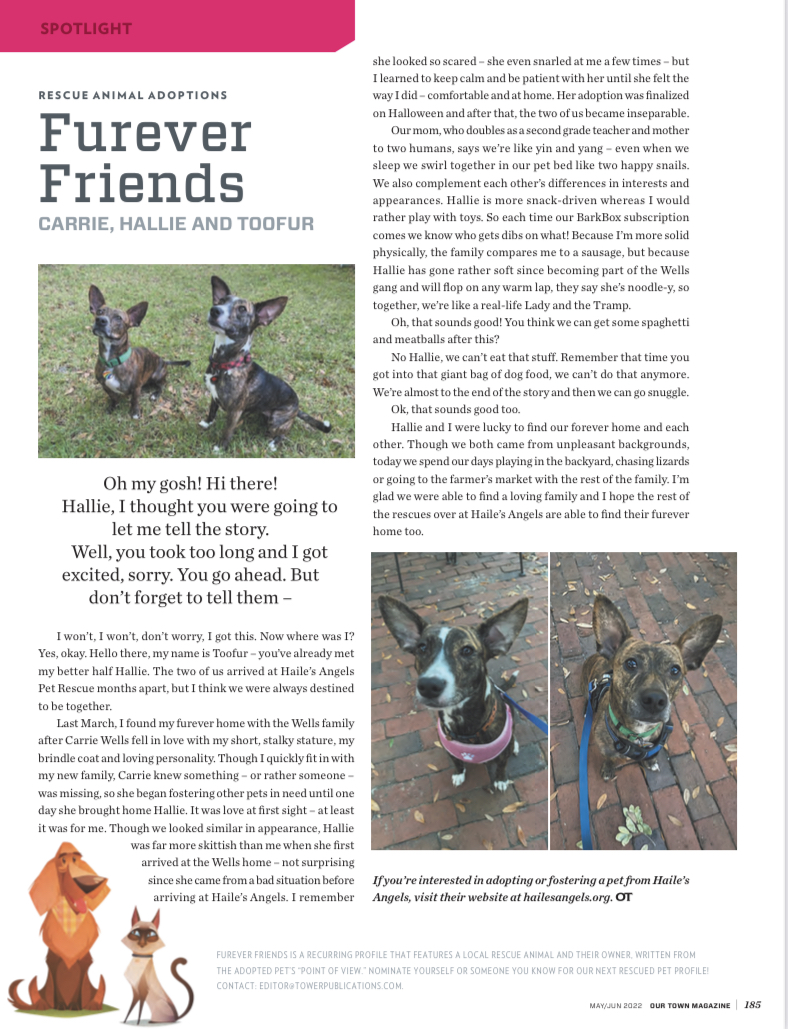 SPOTLIGHT
RESCUE ANIMAL ADOPTIONS
Furever
Friends
CARRIE, HALLIE AND TOOFUR
Oh my gosh! Hi there!
Hallie, I thought you were going to
let me tell the story.
Well, you took too long and I got
excited, sorry. You go ahead. But
don't forget to tell them –
I won't, I won't, don't worry, I got this. Now where was I?
Yes, okay. Hello there, my name is Toofur – you've already met
my better half Hallie. The two of us arrived at Haile's Angels
Pet Rescue months apart, but I think we were always destined
to be together.
Last March, I found my furever home with the Wells family
after Carrie Wells fell in love with my short, stalky stature, my
brindle coat and loving personality. Though I quickly fit in with
my new family, Carrie knew something – or rather someone –
was missing, so she began fostering other pets in need until one
day she brought home Hallie. It was love at first sight – at least
it was for me. Though we looked similar in appearance, Hallie
was far more skittish than me when she first
arrived at the Wells home – not surprising
since she came from a bad situation before
arriving at Haile's Angels. I remember
she looked so scared – she even snarled at me a few times – but
I learned to keep calm and be patient with her until she felt the
way I did – comfortable and at home. Her adoption was finalized
on Halloween and after that, the two of us became inseparable.
Our mom, who doubles as a second grade teacher and mother
to two humans, says we're like yin and yang – even when we
sleep we swirl together in our pet bed like two happy snails.
We also complement each other's differences in interests and
appearances. Hallie is more snack-driven whereas I would
rather play with toys. So each time our BarkBox subscription
comes we know who gets dibs on what! Because I'm more solid
physically, the family compares me to a sausage, but because
Hallie has gone rather soft since becoming part of the Wells
gang and will flop on any warm lap, they say she's noodle-y, so
together, we're like a real-life Lady and the Tramp.
Oh, that sounds good! You think we can get some spaghetti
and meatballs after this?
No Hallie, we can't eat that stuff. Remember that time you
got into that giant bag of dog food, we can't do that anymore.
We're almost to the end of the story and then we can go snuggle.
Ok, that sounds good too.
Hallie and I were lucky to find our forever home and each
other. Though we both came from unpleasant backgrounds,
today we spend our days playing in the backyard, chasing lizards
or going to the farmer's market with the rest of the family. I'm
glad we were able to find a loving family and I hope the rest of
the rescues over at Haile's Angels are able to find their furever
home too.
If you're interested in adopting or fostering a pet from Haile's
Angels, visit their website at hailesangels.org. OT
FUREVER FRIENDS IS A RECURRING PROFILE THAT FEATURES A LOCAL RESCUE ANIMAL AND THEIR OWNER, WRITTEN FROM
THE ADOPTED PET'S "POINT OF VIEW." NOMINATE YOURSELF OR SOMEONE YOU KNOW FOR OUR NEXT RESCUED PET PROFILE!
CONTACT: EDITOR@TOWERPUBLICATIONS.COM.
MAY/JUN 2022 OUR TOWN MAGAZINE | 185